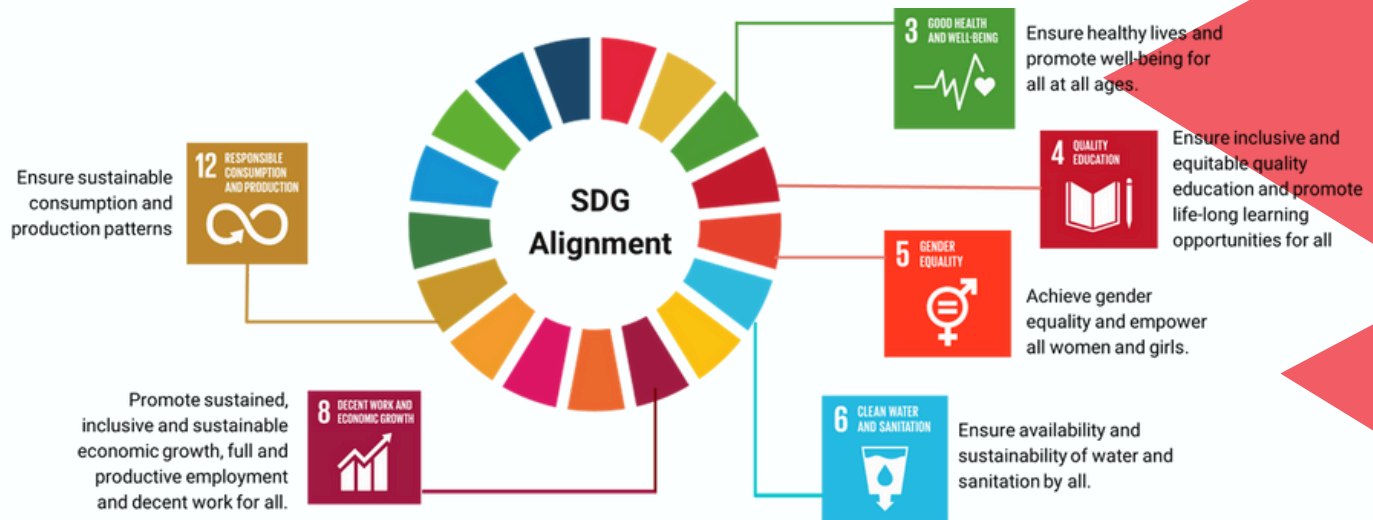 SDG
Alignment
3 GOOD HEALTH
AND WELL-BEING
Ensure healthy lives and
promote well-being for
all at all ages.
4 QUALITY
EDUCATION
Ensure inclusive and
equitable quality
education and promote
life-long learning
opportunities for all
5 GENDER
EQUALITY
Achieve gender
equality and empower
all women and girls.
6 CLEAN WATER
AND SANITATION
Ensure availability and
sustainability of water and
sanitation by all.
8 DECENT WORK AND
ECONOMIC GROWTH
Promote sustained,
inclusive and sustainable
economic growth, full and
productive employment
and decent work for all.
12 RESPONSIBLE
CONSUMPTION
AND PRODUCTION
Ensure sustainable
consumption and
production patterns